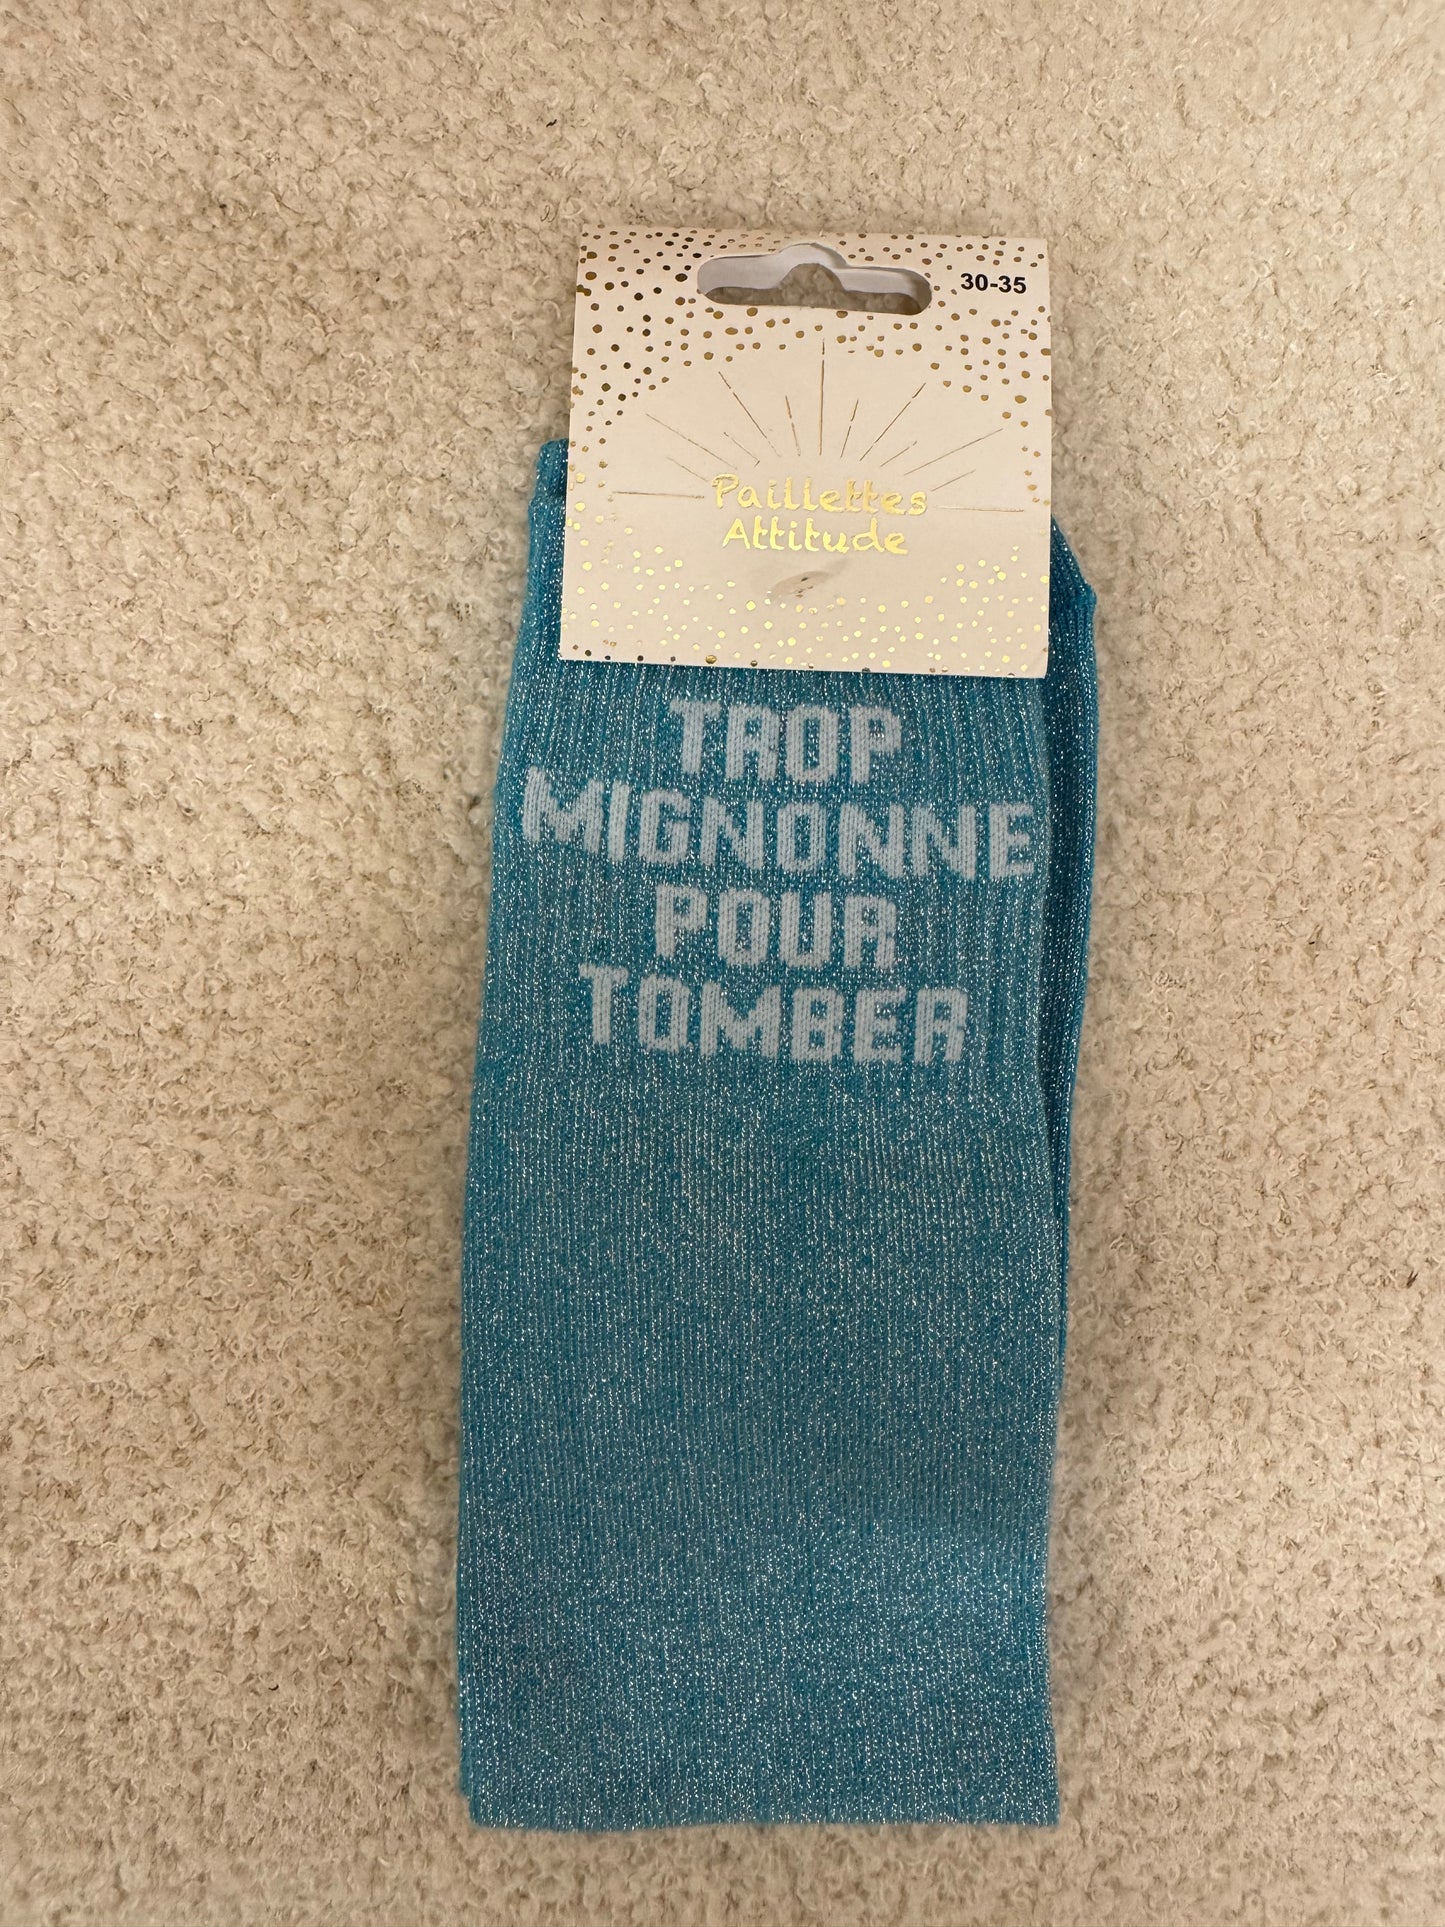 30-35
Paillettes
Attitude
TROP
MIGNONNE
POUR
TOMBER